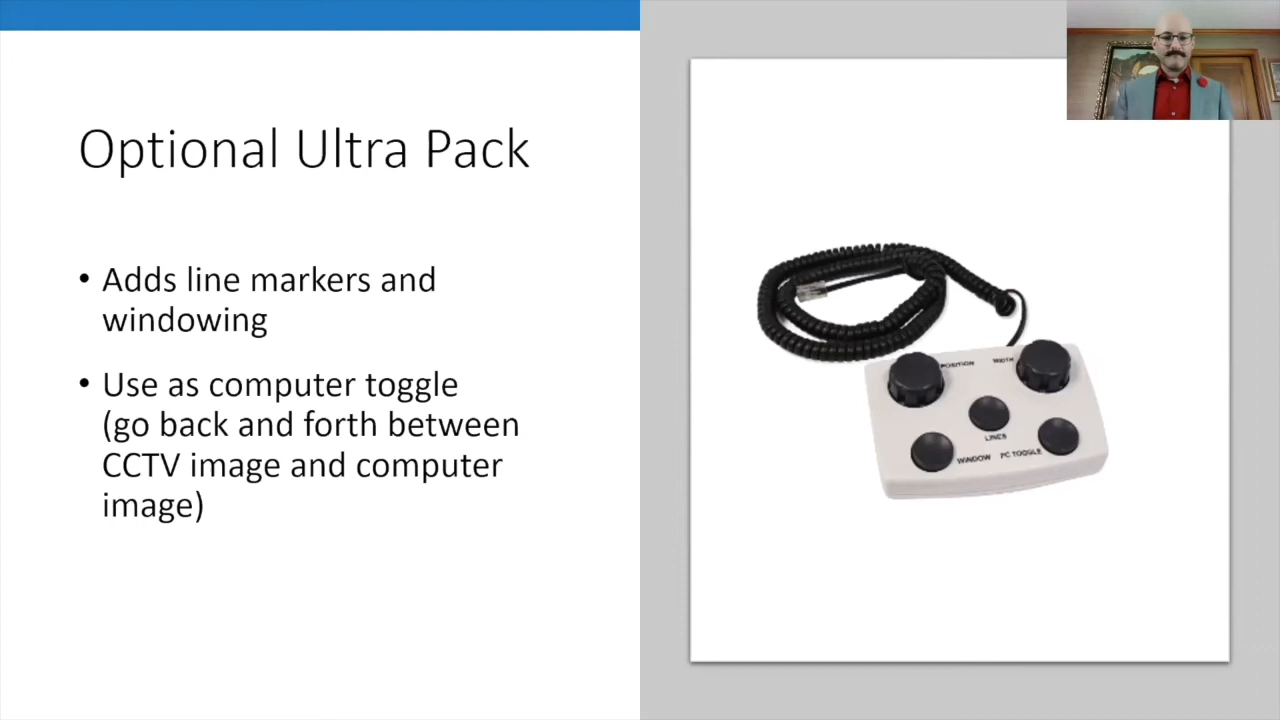 Optional Ultra Pack
• Adds line markers and
windowing
• Use as computer toggle
(go back and forth between
CCTV image and computer
image)
POSITION WIDTH
LINES
WINDOW PC TOGGLE